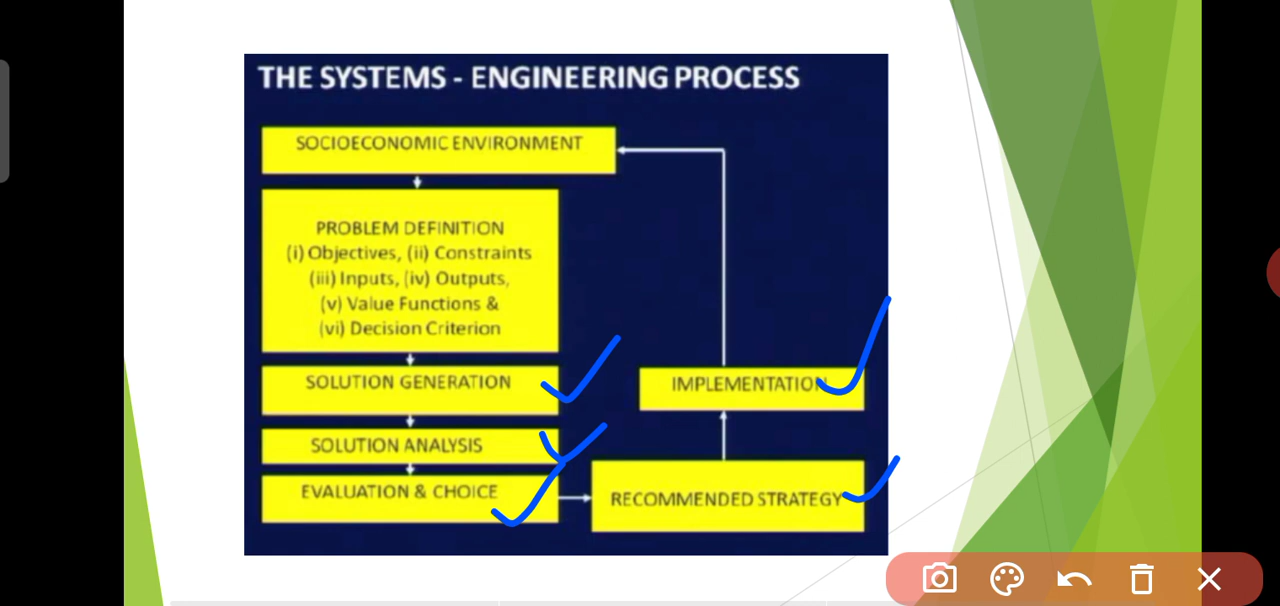 THE SYSTEMS - ENGINEERING PROCESS
SOCIOECONOMIC ENVIRONMENT
PROBLEM DEFINITION
(i) Objectives, (ii) Constraints
(iii) Inputs, (iv) Outputs,
(v) Value Functions &
(vi) Decision Criterion
SOLUTION GENERATION
SOLUTION ANALYSIS
EVALUATION & CHOICE
RECOMMENDED STRATEGY
IMPLEMENTATION